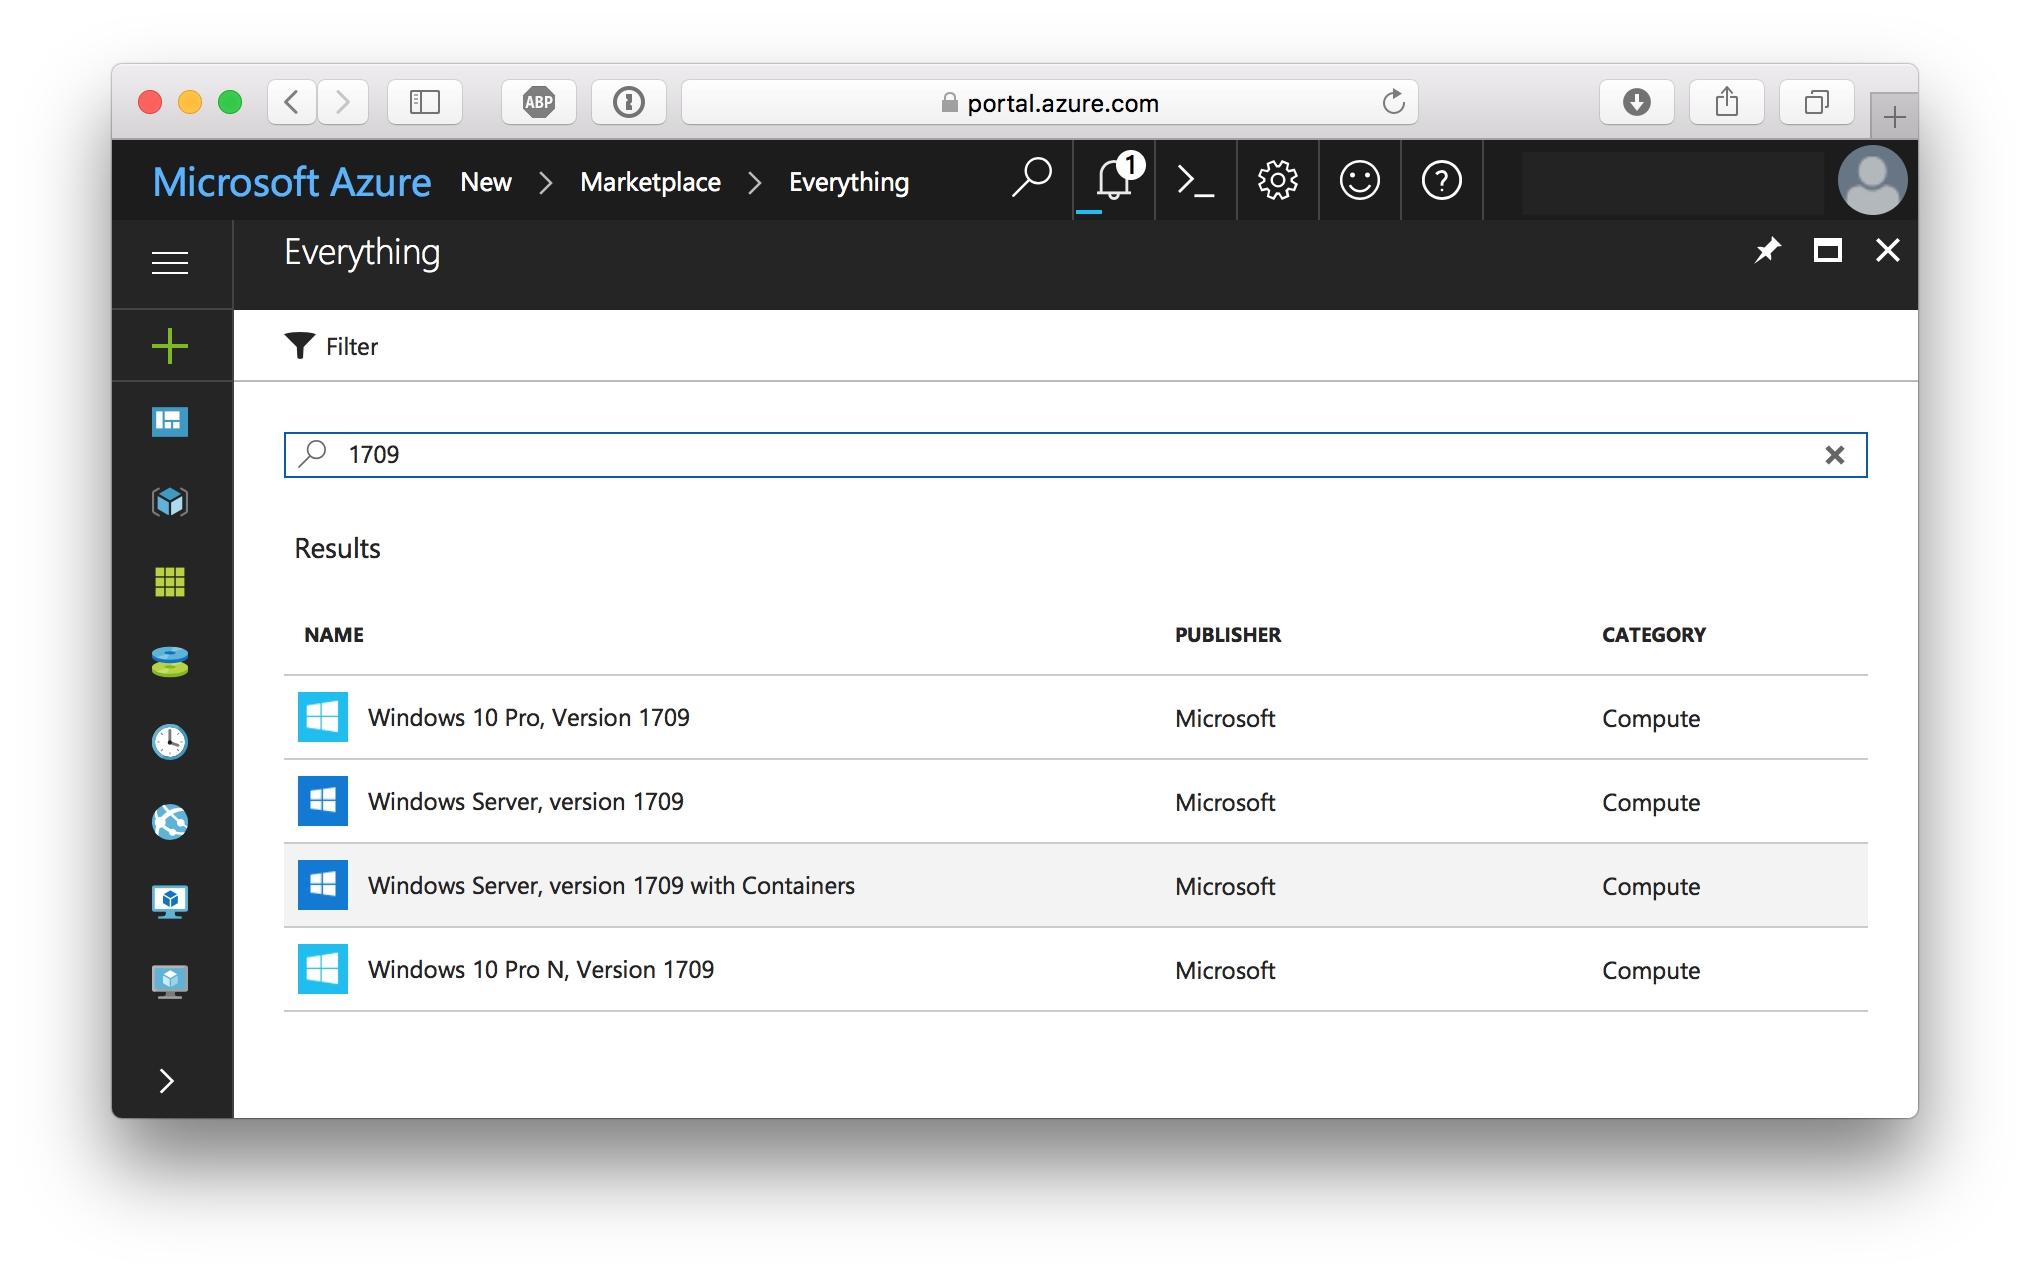 ABP
portal.azure.com
Microsoft Azure New Marketplace Everything 1
Everything
Filter
1709
Results
NAME PUBLISHER CATEGORY
Windows 10 Pro, Version 1709 Microsoft Compute
Windows Server, version 1709 Microsoft Compute
Windows Server, version 1709 with Containers Microsoft Compute
Windows 10 Pro N, Version 1709 Microsoft Compute